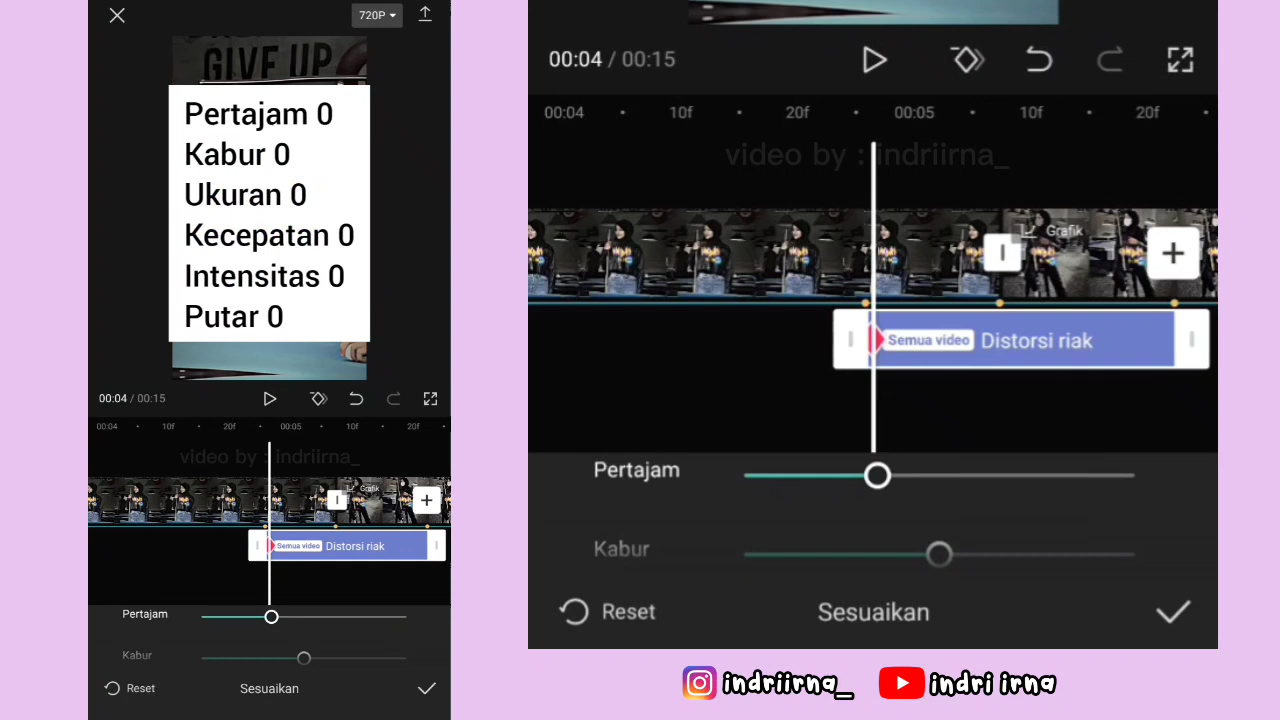 720P
GIVE UP
Pertajam 0
Kabur 0
Ukuran 0
Kecepatan 0
Intensitas 0
Putar 0
00:04 / 00:15
00:04 10f 20f 00:05 10f 20f
video by : indriirna_
Grafik
Semua video Distorsi riak
Pertajam
Kabur
Reset Sesuaikan
00:04 / 00:15
00:04 10f 20f 00:05 10f 20f
video by : indriirna_
Grafik
Semua video Distorsi riak
Pertajam
Kabur
Reset Sesuaikan
indriirna_ indri irna